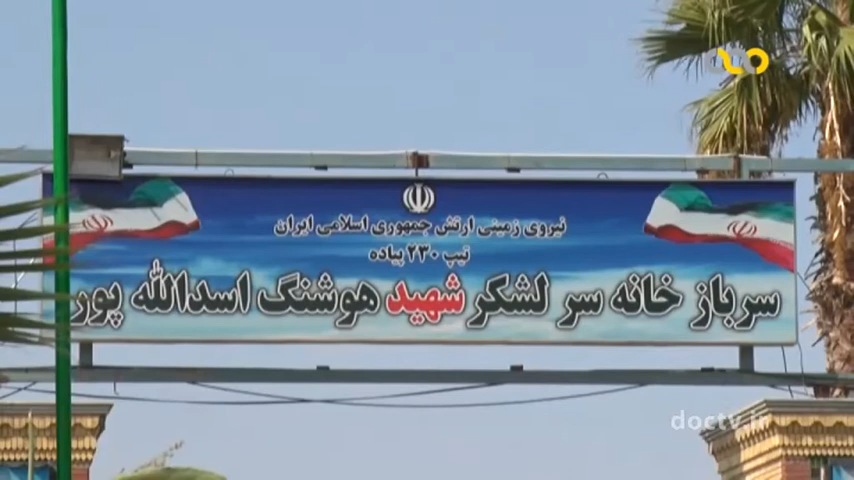 نیروی زمینی ارتش جمهوری اسلامی ایران
تیپ ۲۳۰ پیاده
سرباز خانه سر لشکر شهید هوشنگ اسدالله پور
doctv.ir